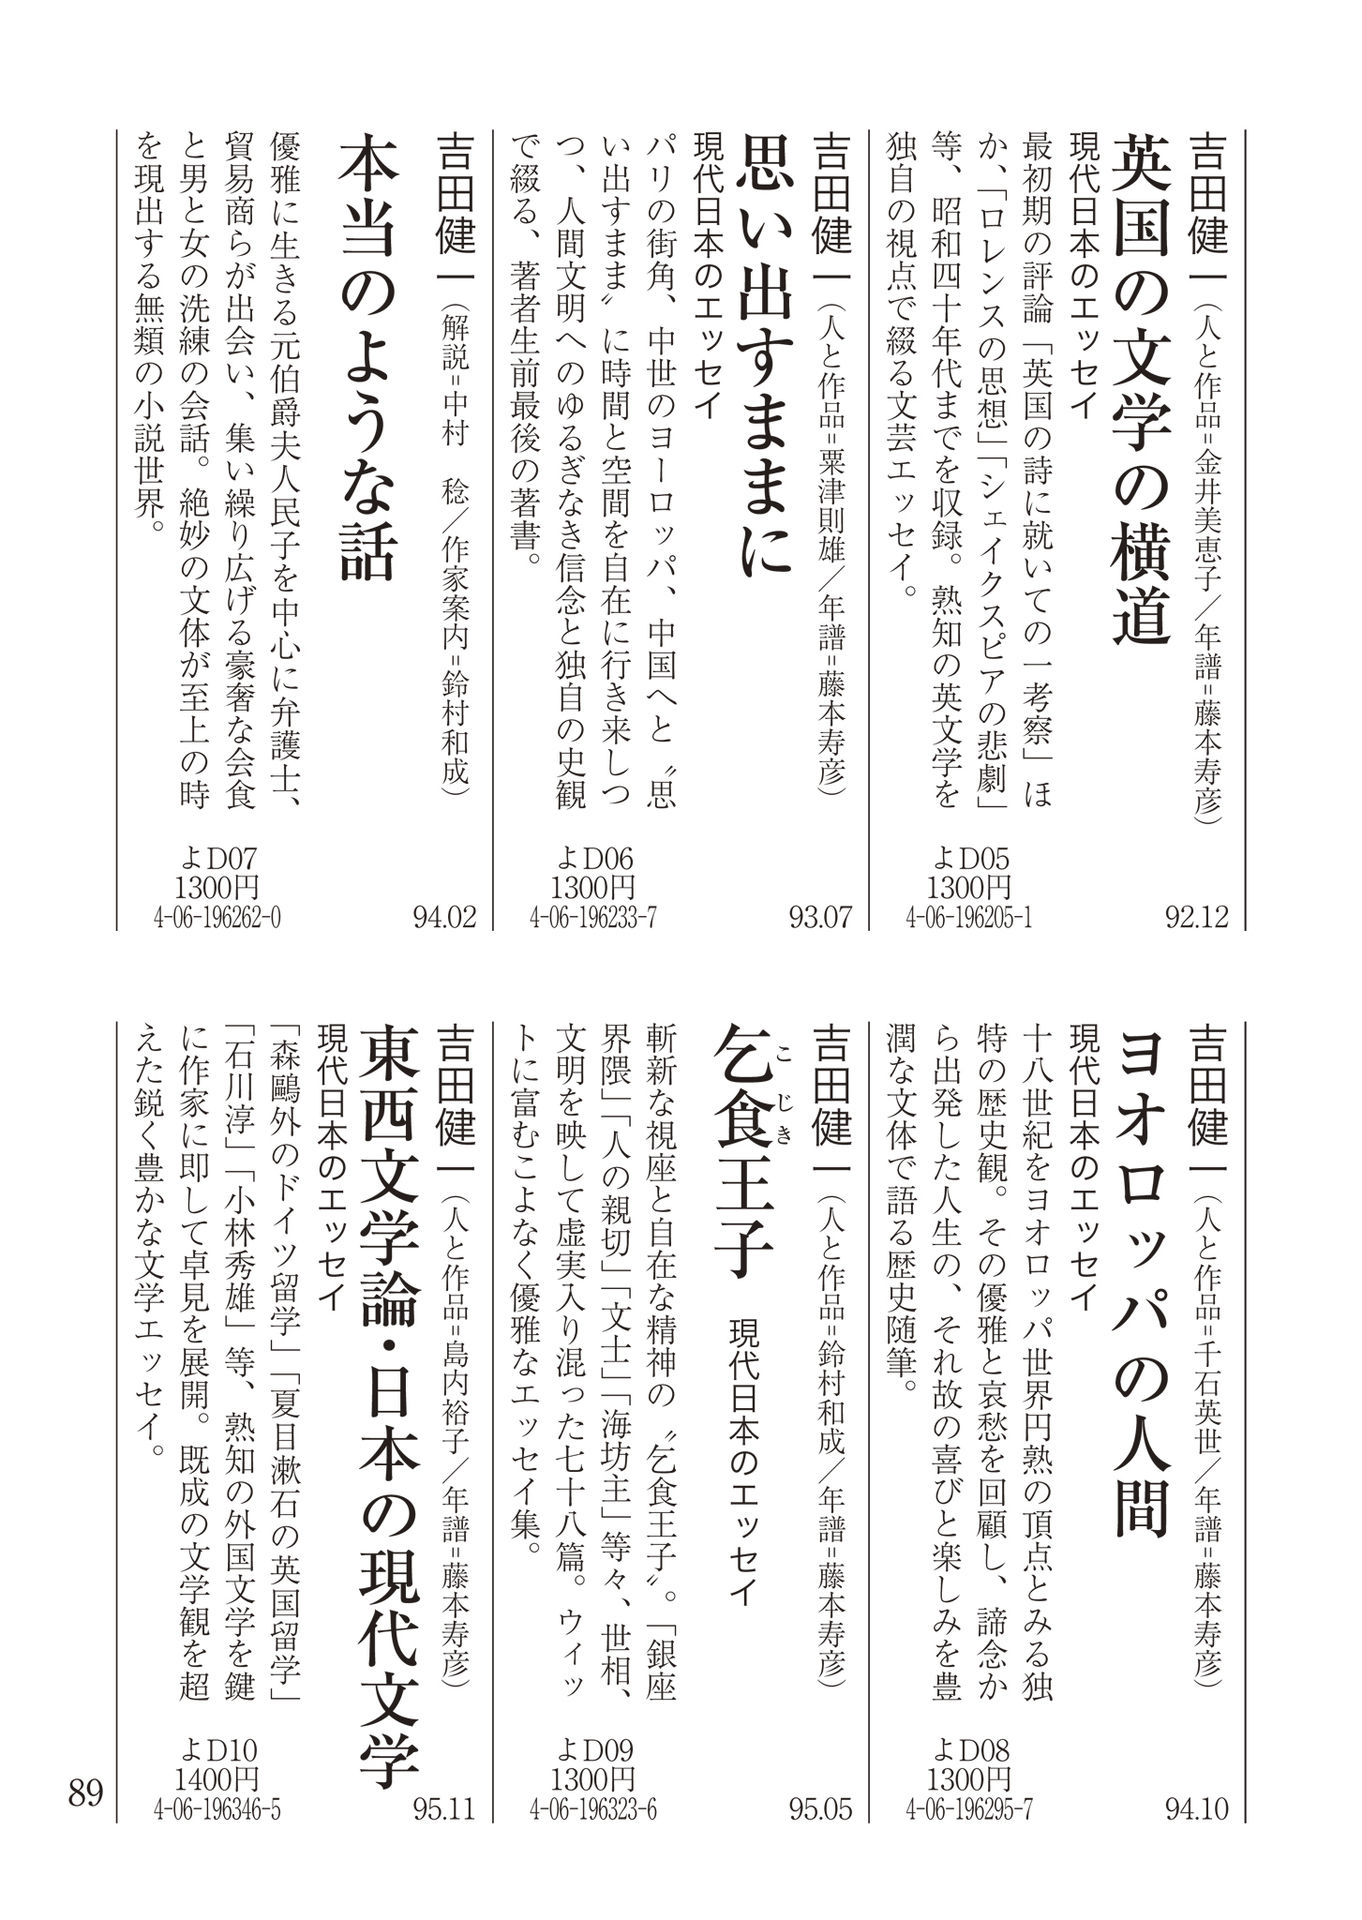 吉田健一（人と作品＝金井美恵子／年譜＝藤本寿彦）
英国の文学の横道
現代日本のエッセイ
最初期の評論「英国の詩に就いての一考察」ほ
か、「ロレンスの思想」「シェイクスピアの悲劇」
等、昭和四十年代までを収録。熟知の英文学を
独自の視点で綴る文芸エッセイ。
よD05
1300円
4-06-196205-1
92.12
吉田健一（人と作品＝粟津則雄／年譜＝藤本寿彦）
思い出すままに
現代日本のエッセイ
パリの街角、中世のヨーロッパ、中国へと〝思
い出すまま〟に時間と空間を自在に行き来しつ
つ、人間文明へのゆるぎなき信念と独自の史観
で綴る、著者生前最後の著書。
よD06
1300円
4-06-196233-7
93.07
吉田健一（解説＝中村　稔／作家案内＝鈴村和成）
本当のような話
優雅に生きる元伯爵夫人民子を中心に弁護士、
貿易商らが出会い、集い繰り広げる豪奢な会食
と男と女の洗練の会話。絶妙の文体が至上の時
を現出する無類の小説世界。
よD07
1300円
4-06-196262-0
94.02
吉田健一（人と作品＝千石英世／年譜＝藤本寿彦）
ヨオロッパの人間
現代日本のエッセイ
十八世紀をヨオロッパ世界円熟の頂点とみる独
特の歴史観。その優雅と哀愁を回顧し、諦念か
ら出発した人生の、それ故の喜びと楽しみを豊
潤な文体で語る歴史随筆。
よD08
1300円
4-06-196295-7
94.10
吉田健一（人と作品＝鈴村和成／年譜＝藤本寿彦）
こじき
乞食王子　現代日本のエッセイ
斬新な視座と自在な精神の〝乞食王子〟。「銀座
界隈」「人の親切」「文士」「海坊主」等々、世相、
文明を映して虚実入り混った七十八篇。ウィッ
トに富むこよなく優雅なエッセイ集。
よD09
1300円
4-06-196323-6
95.05
吉田健一（人と作品＝島内裕子／年譜＝藤本寿彦）
東西文学論・日本の現代文学
現代日本のエッセイ
「森鷗外のドイツ留学」「夏目漱石の英国留学」
「石川淳」「小林秀雄」等、熟知の外国文学を鍵
に作家に即して卓見を展開。既成の文学観を超
えた鋭く豊かな文学エッセイ。
よD10
1400円
4-06-196346-5
95.11
89